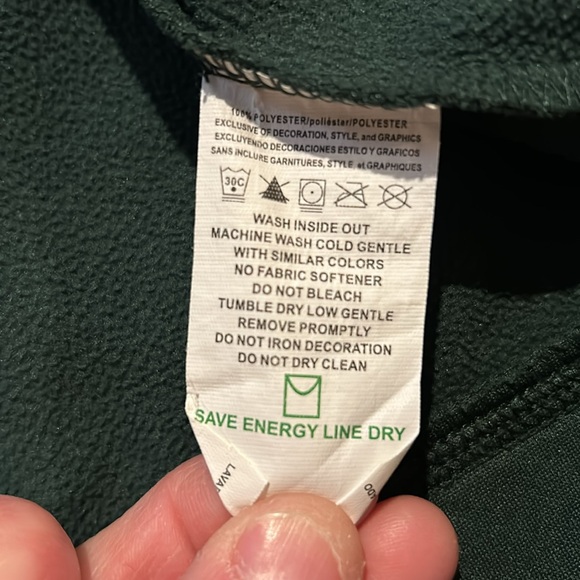 100% POLYESTER/poliéster/POLYESTER
EXCLUSIVE OF DECORATION, STYLE, and GRAPHICS
EXCLUYENDO DECORACIONES ESTILO Y GRAFICOS
SANS INCLURE GARNITURES, STYLE et GRAPHIQUES
30C
WASH INSIDE OUT
MACHINE WASH COLD GENTLE
WITH SIMILAR COLORS
NO FABRIC SOFTENER
DO NOT BLEACH
TUMBLE DRY LOW GENTLE
REMOVE PROMPTLY
DO NOT IRON DECORATION
DO NOT DRY CLEAN
SAVE ENERGY LINE DRY